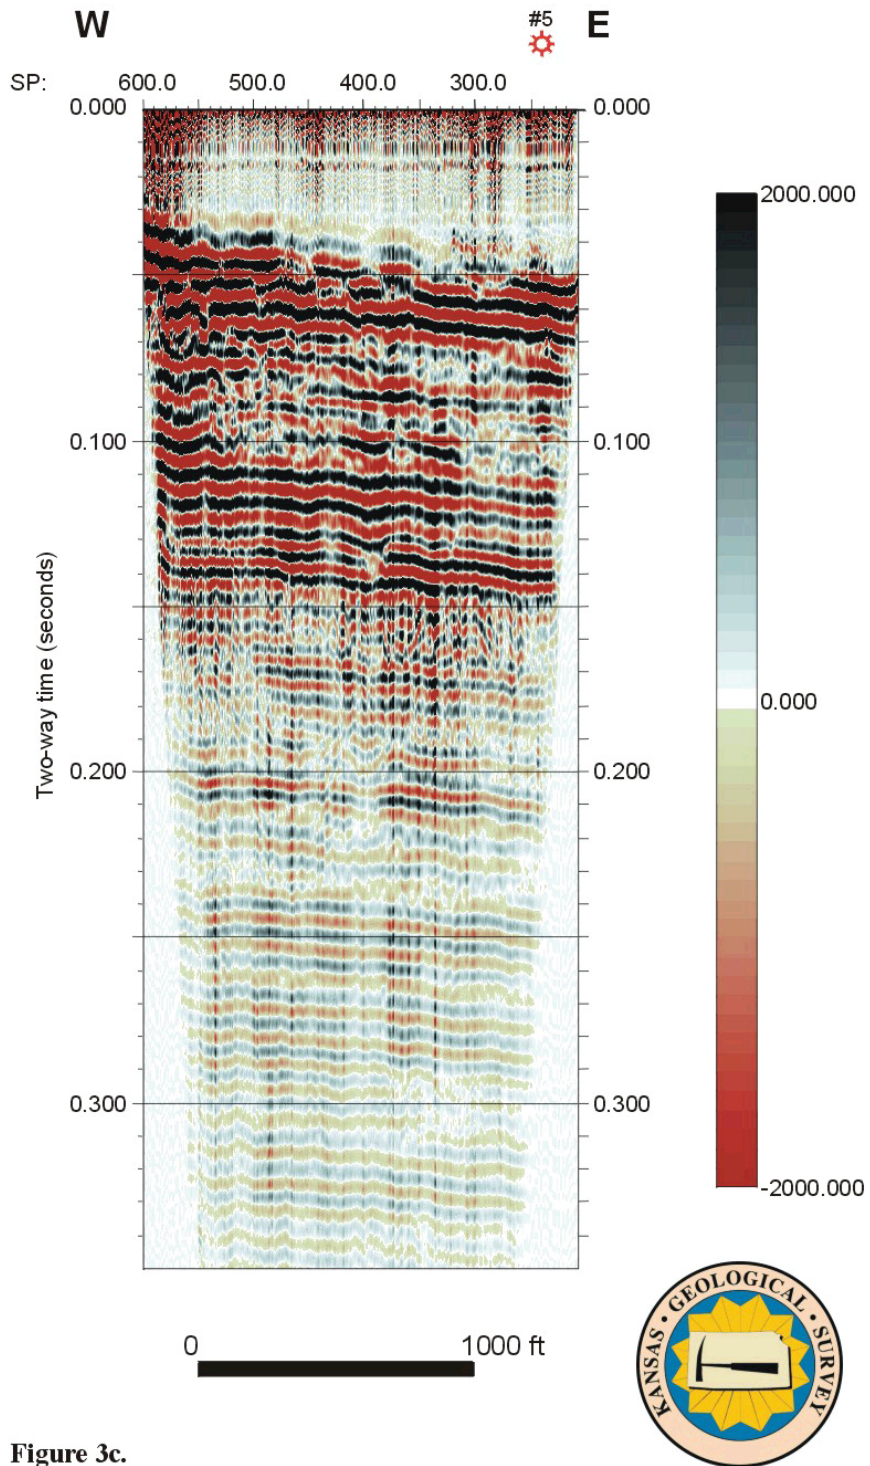 W #5 E
SP: 600.0 500.0 400.0 300.0
0.000 0.000
2000.000
0.100 0.100
Two-way time (seconds)
0.000
0.200 0.200
0.300 0.300
-2000.000
0 1000 ft
KANSAS • GEOLOGICAL • SURVEY
Figure 3c.